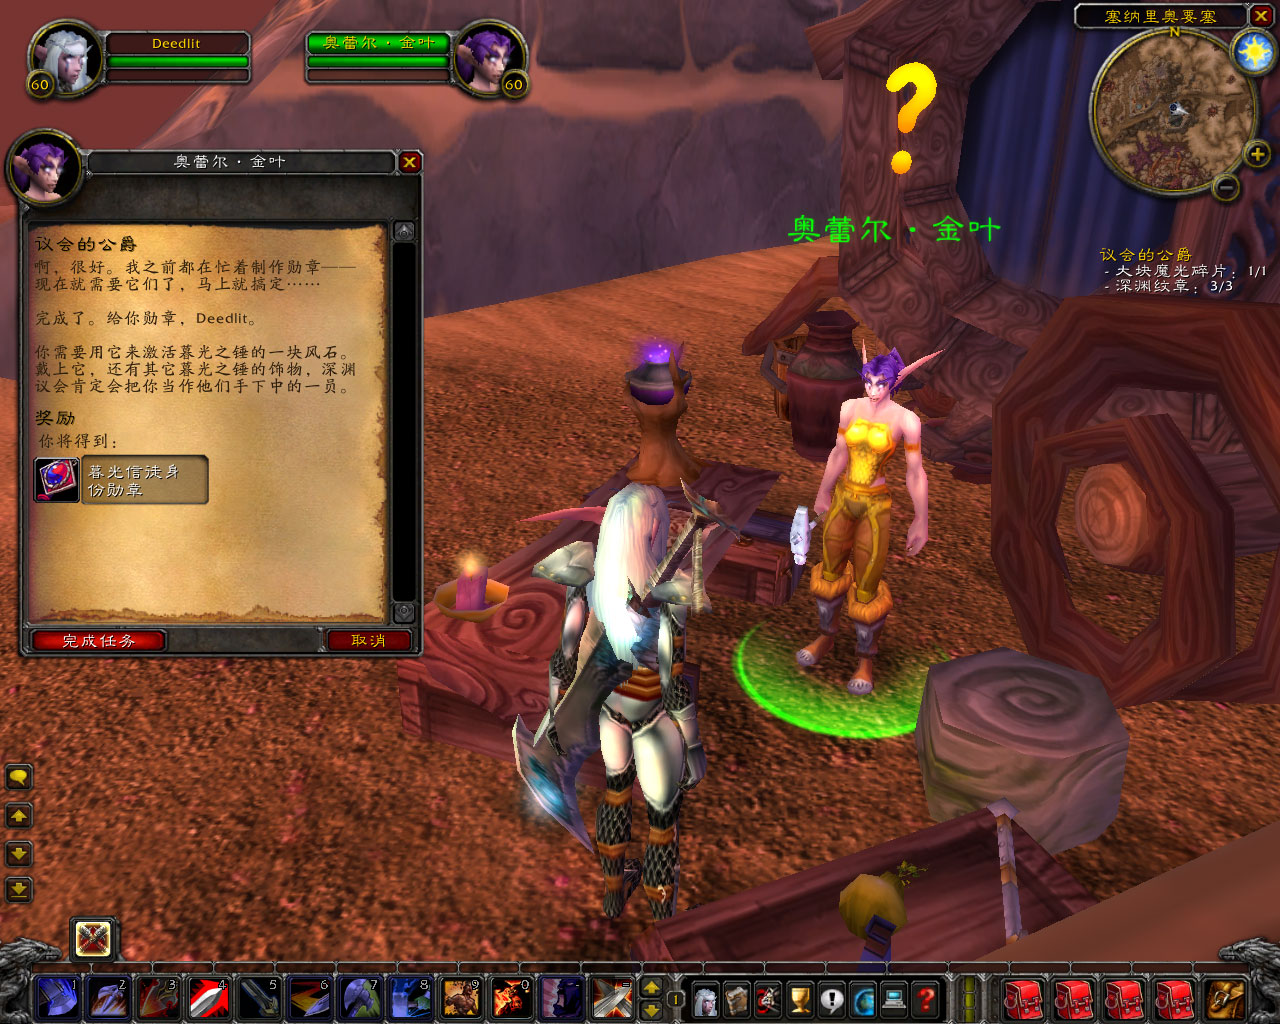 Deedlit
60
奥蕾尔·金叶
60
塞纳里奥要塞
N
奥蕾尔·金叶
议会的公爵
啊，很好。我之前都在忙着制作勋章——
现在就需要它们了，马上就搞定……
完成了。给你勋章，Deedlit。
你需要用它来激活暮光之锤的一块风石。
戴上它，还有其它暮光之锤的饰物，深渊
议会肯定会把你当作他们手下中的一员。
奖励
你将得到：
暮光信徒身
份勋章
完成任务
取消
奥蕾尔·金叶
议会的公爵
- 大块魔光碎片：1/1
- 深渊纹章：3/3
1 2 3 4 5 6 7 8 9 0 - =
1